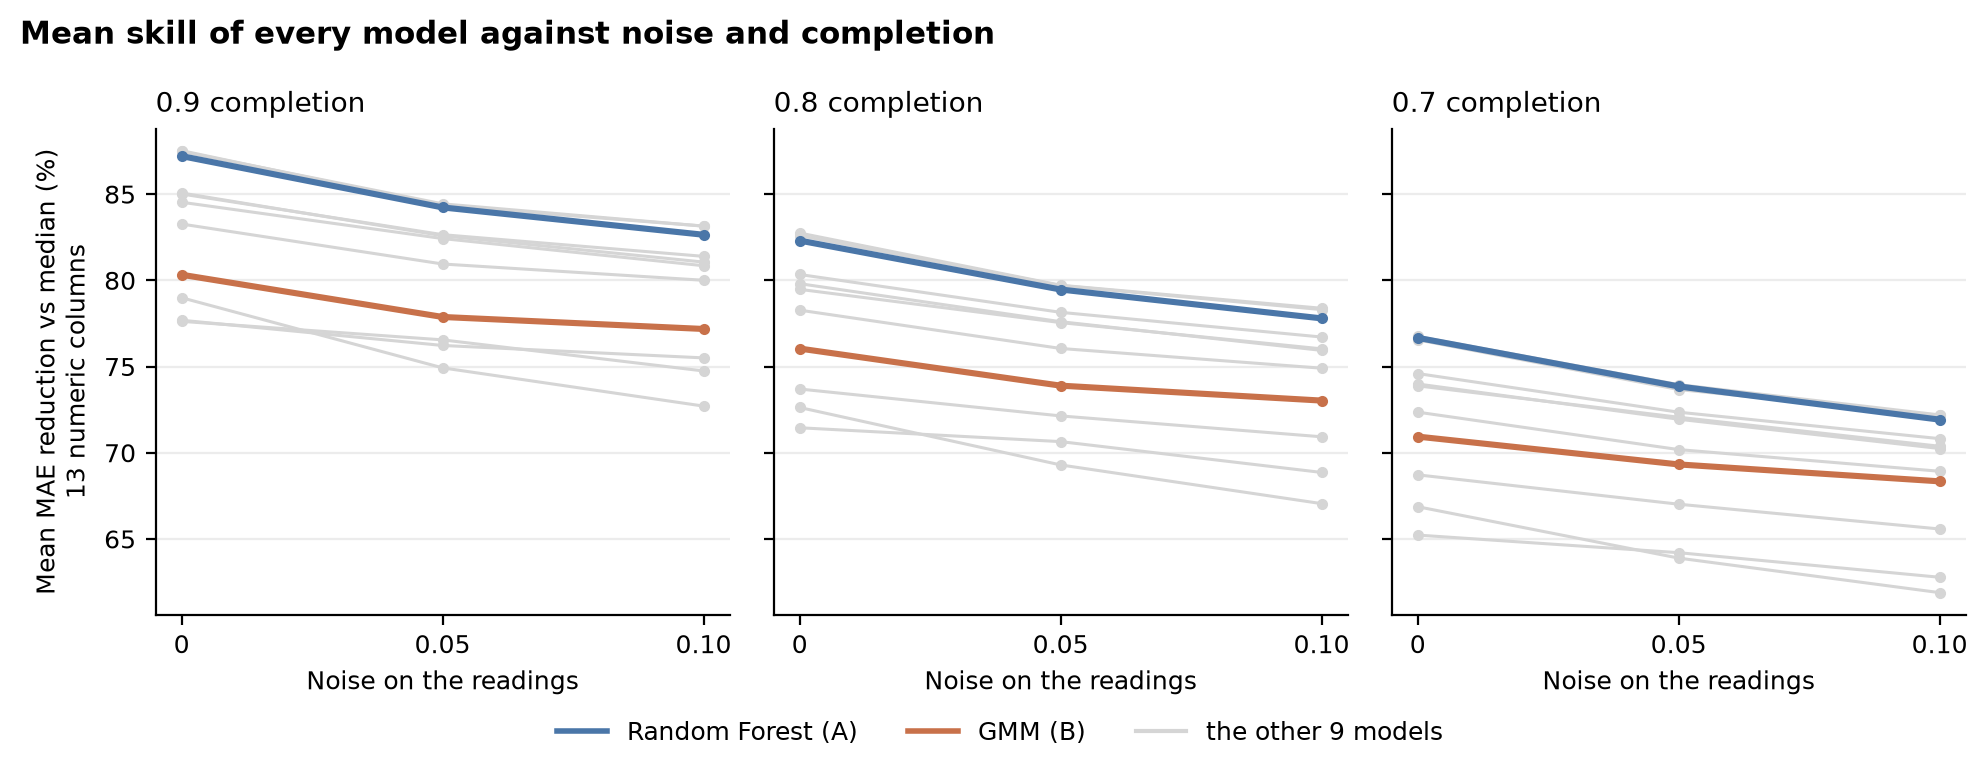 Mean skill of every model against noise and completion
0.9 completion
0.8 completion
0.7 completion
Mean MAE reduction vs median (%)
13 numeric columns
85
80
75
70
65
0
0.05
0.10
0
0.05
0.10
0
0.05
0.10
Noise on the readings
Noise on the readings
Noise on the readings
Random Forest (A)
GMM (B)
the other 9 models